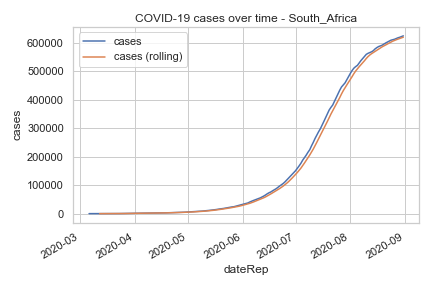 COVID-19 cases over time - South_Africa
cases
cases (rolling)
cases
600000
500000
400000
300000
200000
100000
0
2020-03
2020-04
2020-05
2020-06
2020-07
2020-08
2020-09
dateRep